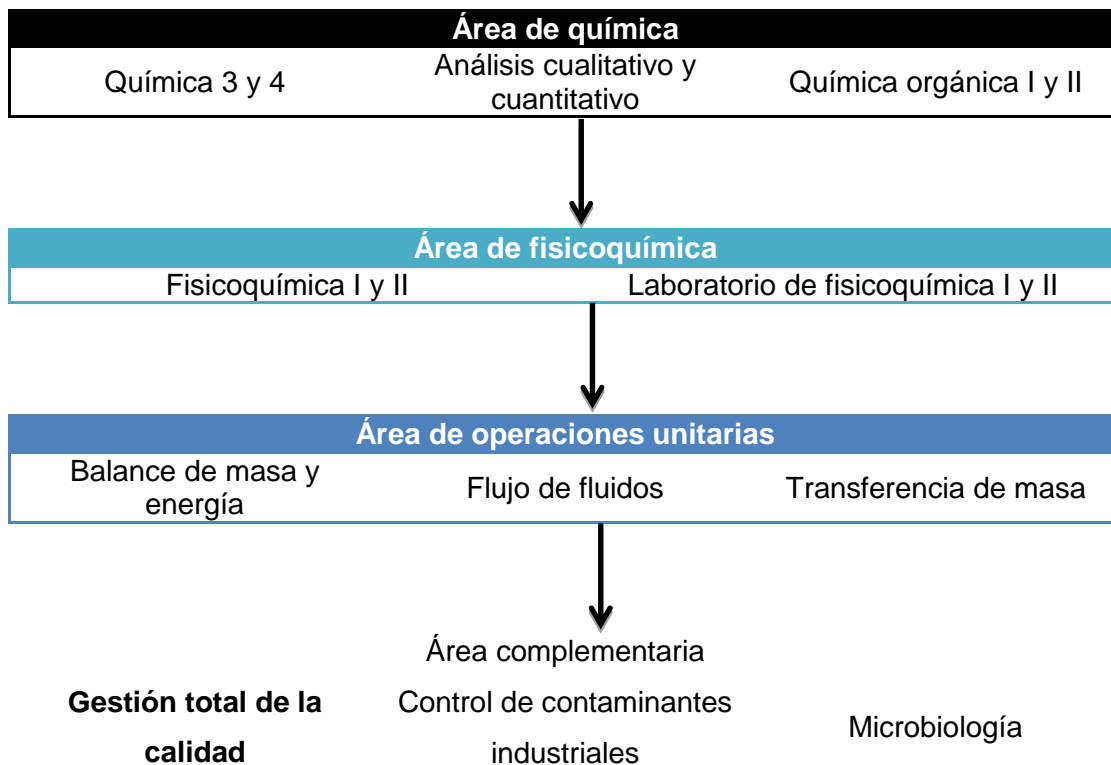 Área de química
Química 3 y 4
Análisis cualitativo y
cuantitativo
Química orgánica I y II
Área de fisicoquímica
Fisicoquímica I y II
Laboratorio de fisicoquímica I y II
Área de operaciones unitarias
Balance de masa y
energía
Flujo de fluidos
Transferencia de masa
Área complementaria
Gestión total de la
calidad
Control de contaminantes
industriales
Microbiología